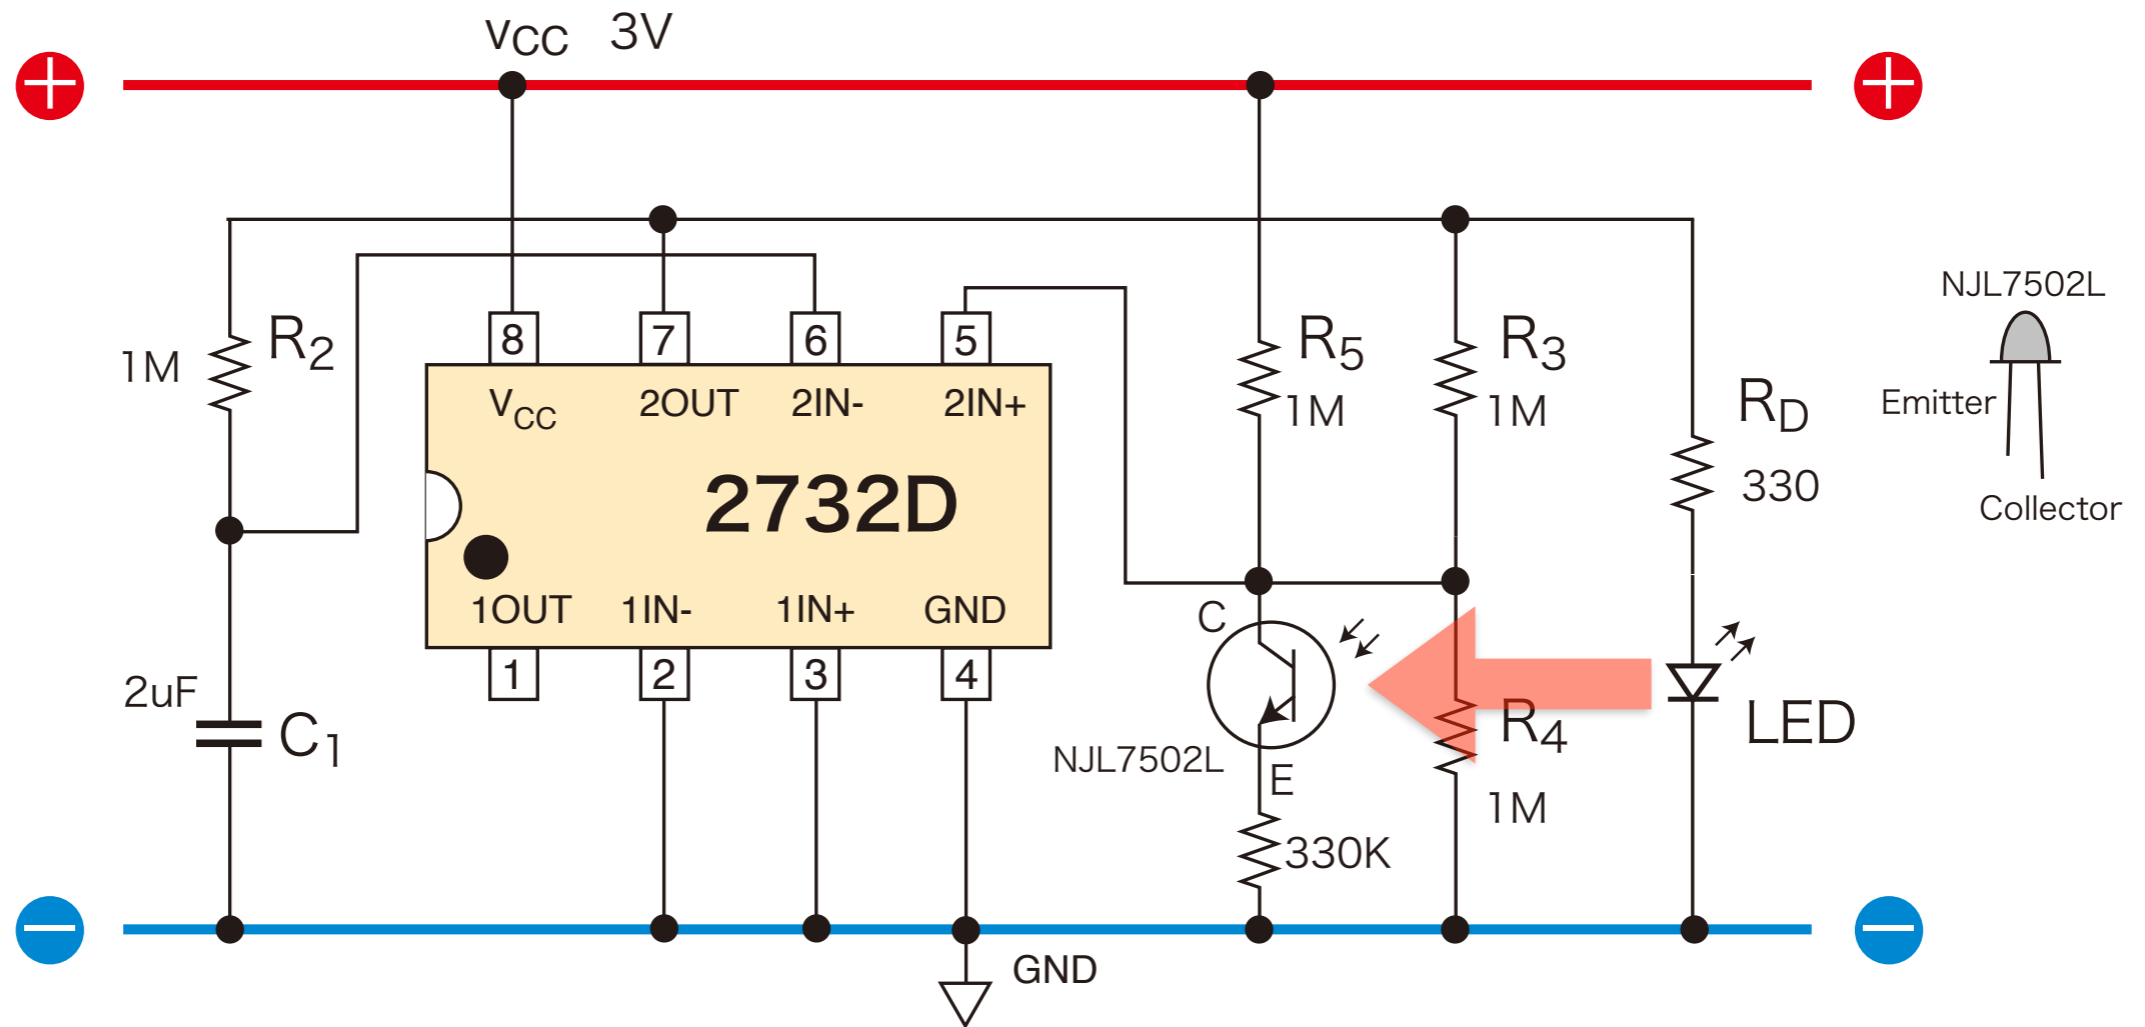 vCC 3V
+
+
NJL7502L
Emitter
Collector
1M
R2
8
7
6
5
VCC
2OUT
2IN-
2IN+
2732D
1OUT
1IN-
1IN+
GND
1
2
3
4
R5
1M
R3
1M
RD
330
2uF
C1
C
NJL7502L
E
330K
R4
1M
LED
−
−
GND